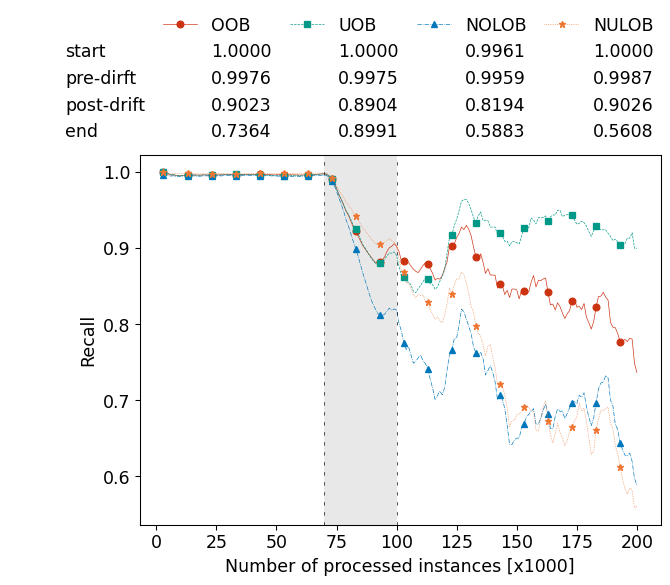 OOB UOB NOLOB NULOB
start 1.0000 1.0000 0.9961 1.0000
pre-dirft 0.9976 0.9975 0.9959 0.9987
post-drift 0.9023 0.8904 0.8194 0.9026
end 0.7364 0.8991 0.5883 0.5608
1.0
0.9
0.8
0.7
0.6
Recall
0 25 50 75 100 125 150 175 200
Number of processed instances [x1000]